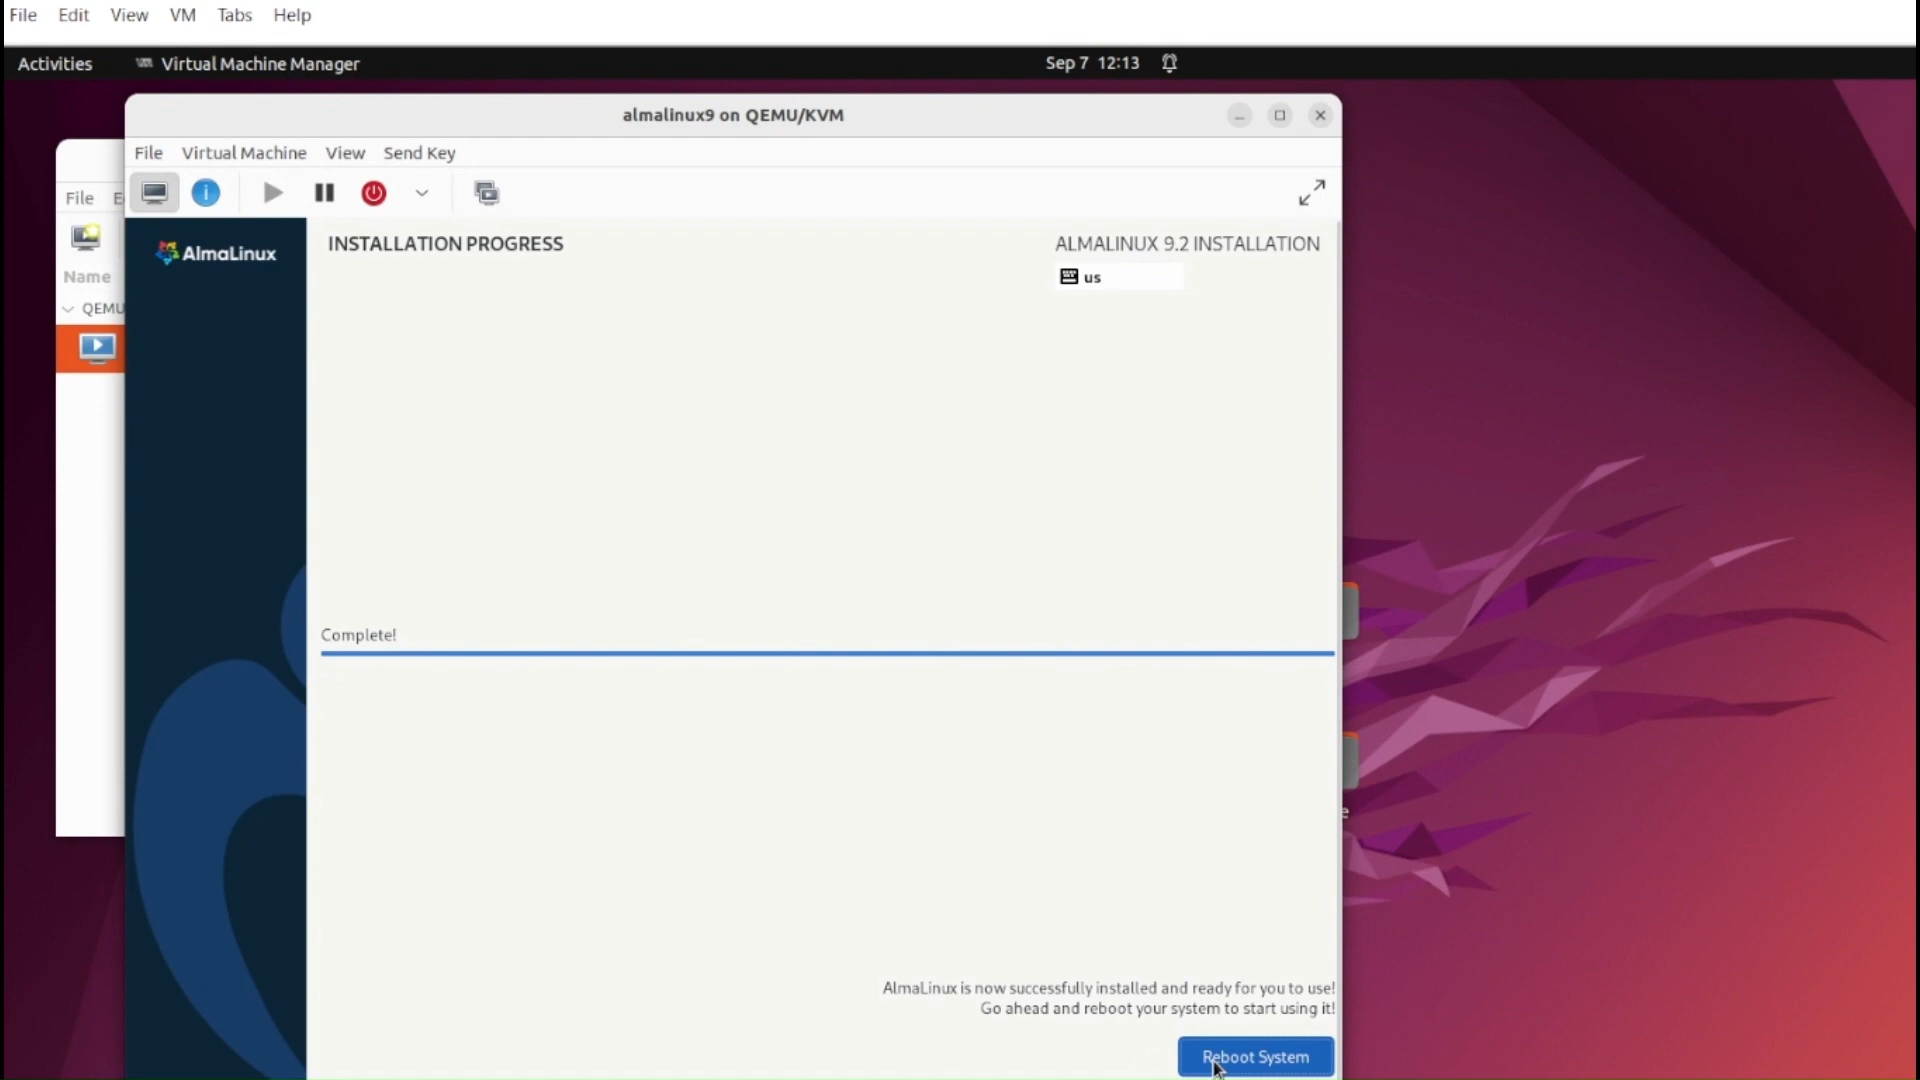 File Edit View VM Tabs Help
Activities Virtual Machine Manager Sep 7 12:13
almalinux9 on QEMU/KVM
File Virtual Machine View Send Key
File E
Name
QEMU
AlmaLinux
INSTALLATION PROGRESS
ALMALINUX 9.2 INSTALLATION
us
Complete!
e
AlmaLinux is now successfully installed and ready for you to use!
Go ahead and reboot your system to start using it!
Reboot System